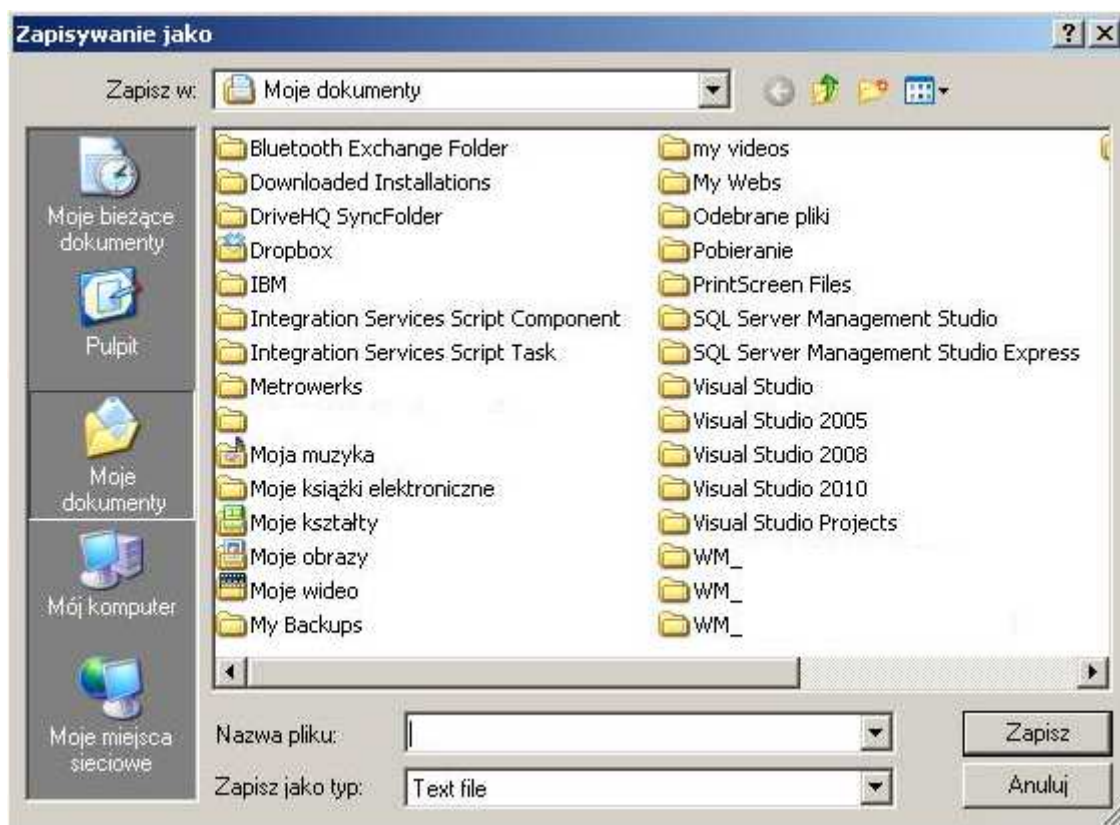 Zapisywanie jako
Zapisz w:
Moje dokumenty
Moje bieżące
dokumenty
Pulpit
Moje
dokumenty
Mój komputer
Moje miejsca
sieciowe
Bluetooth Exchange Folder
Downloaded Installations
DriveHQ SyncFolder
Dropbox
IBM
Integration Services Script Component
Integration Services Script Task
Metrowerks
Moja muzyka
Moje książki elektroniczne
Moje kształty
Moje obrazy
Moje wideo
My Backups
my videos
My Webs
Odebrane pliki
Pobieranie
PrintScreen Files
SQL Server Management Studio
SQL Server Management Studio Express
Visual Studio
Visual Studio 2005
Visual Studio 2008
Visual Studio 2010
Visual Studio Projects
WM_
WM_
WM_
Nazwa pliku:
Zapisz
Zapisz jako typ:
Text file
Anuluj